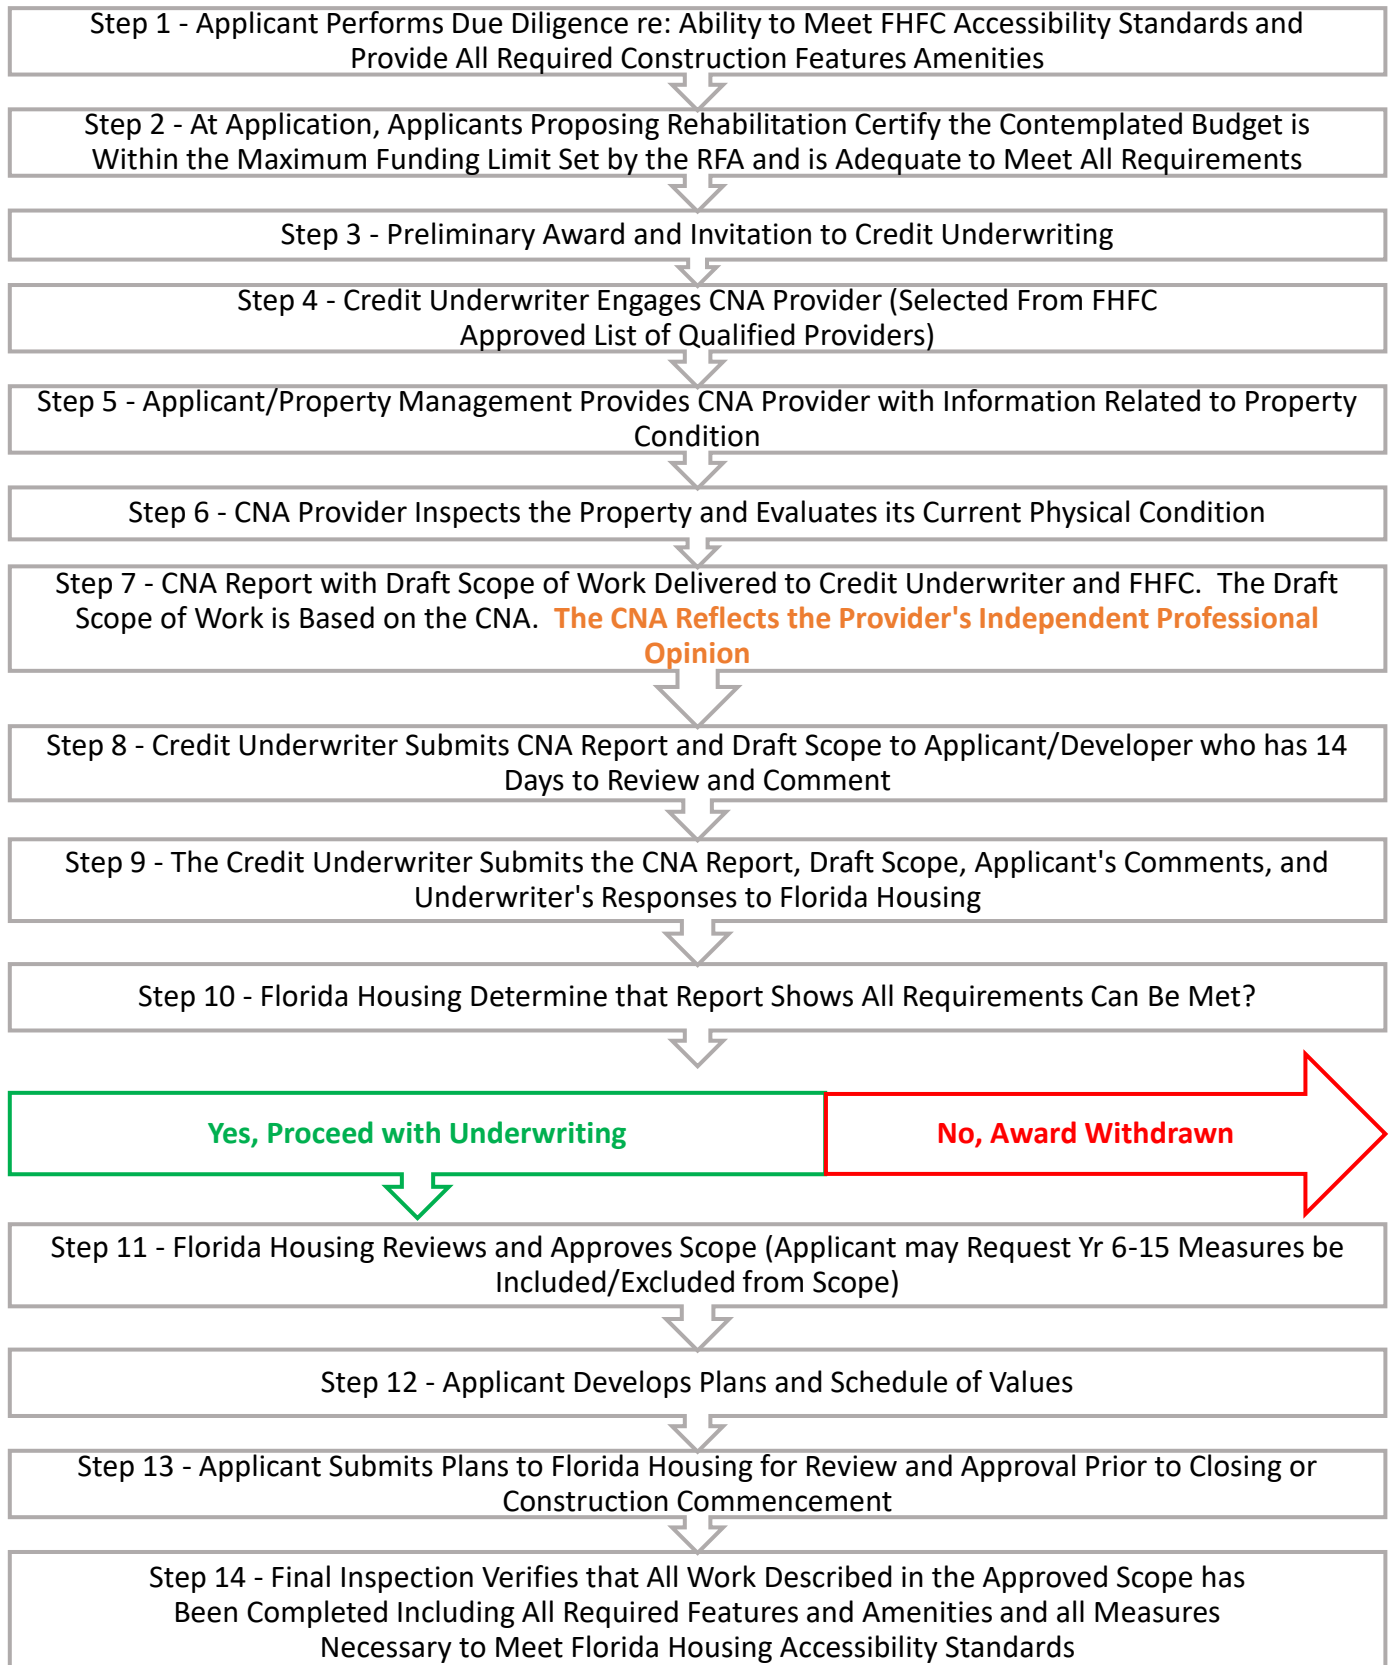 Step 1 - Applicant Performs Due Diligence re: Ability to Meet FHFC Accessibility Standards and
Provide All Required Construction Features Amenities
Step 2 - At Application, Applicants Proposing Rehabilitation Certify the Contemplated Budget is
Within the Maximum Funding Limit Set by the RFA and is Adequate to Meet All Requirements
Step 3 - Preliminary Award and Invitation to Credit Underwriting
Step 4 - Credit Underwriter Engages CNA Provider (Selected From FHFC
Approved List of Qualified Providers)
Step 5 - Applicant/Property Management Provides CNA Provider with Information Related to Property
Condition
Step 6 - CNA Provider Inspects the Property and Evaluates its Current Physical Condition
Step 7 - CNA Report with Draft Scope of Work Delivered to Credit Underwriter and FHFC.  The Draft
Scope of Work is Based on the CNA.  The CNA Reflects the Provider's Independent Professional
Opinion
Step 8 - Credit Underwriter Submits CNA Report and Draft Scope to Applicant/Developer who has 14
Days to Review and Comment
Step 9 - The Credit Underwriter Submits the CNA Report, Draft Scope, Applicant's Comments, and
Underwriter's Responses to Florida Housing
Step 10 - Florida Housing Determine that Report Shows All Requirements Can Be Met?
Yes, Proceed with Underwriting
No, Award Withdrawn
Step 11 - Florida Housing Reviews and Approves Scope (Applicant may Request Yr 6-15 Measures be
Included/Excluded from Scope)
Step 12 - Applicant Develops Plans and Schedule of Values
Step 13 - Applicant Submits Plans to Florida Housing for Review and Approval Prior to Closing or
Construction Commencement
Step 14 - Final Inspection Verifies that All Work Described in the Approved Scope has
Been Completed Including All Required Features and Amenities and all Measures
Necessary to Meet Florida Housing Accessibility Standards